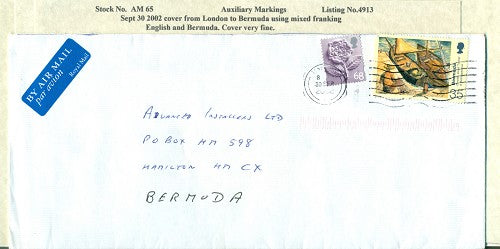 Stock No. AM 65 Auxiliary Markings Listing No.4913
Sept 30 2002 cover from London to Bermuda using mixed franking
English and Bermuda. Cover very fine.
BY AIR MAIL
par avion
Royal Mail
68
35
ADVANCED INSTALLERS LTD
PO BOX HM 598
HAMILTON HM CX
BERMUDA